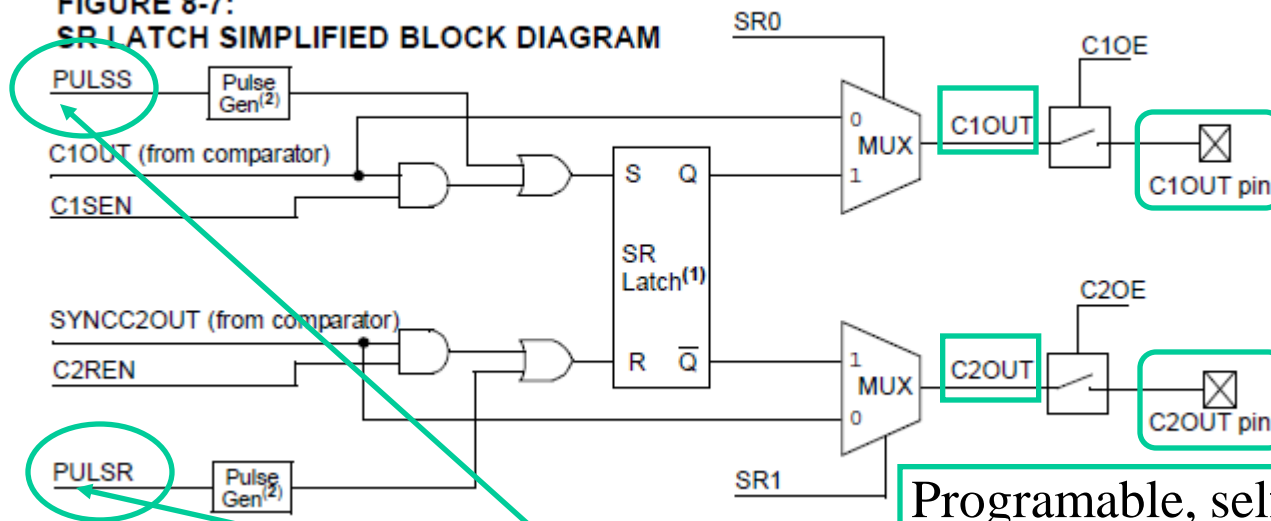 FIGURE 8-7:
SR LATCH SIMPLIFIED BLOCK DIAGRAM
SR0
C1OE
PULSS
Pulse
Gen(2)
C1OUT (from comparator)
C1SEN
0
MUX
1
C1OUT
C1OUT pin
S Q
SR
Latch(1)
R Q̅
SYNCC2OUT (from comparator)
C2REN
C2OE
1
MUX
0
C2OUT
C2OUT pin
PULSR
Pulse
Gen(2)
SR1
Programable,